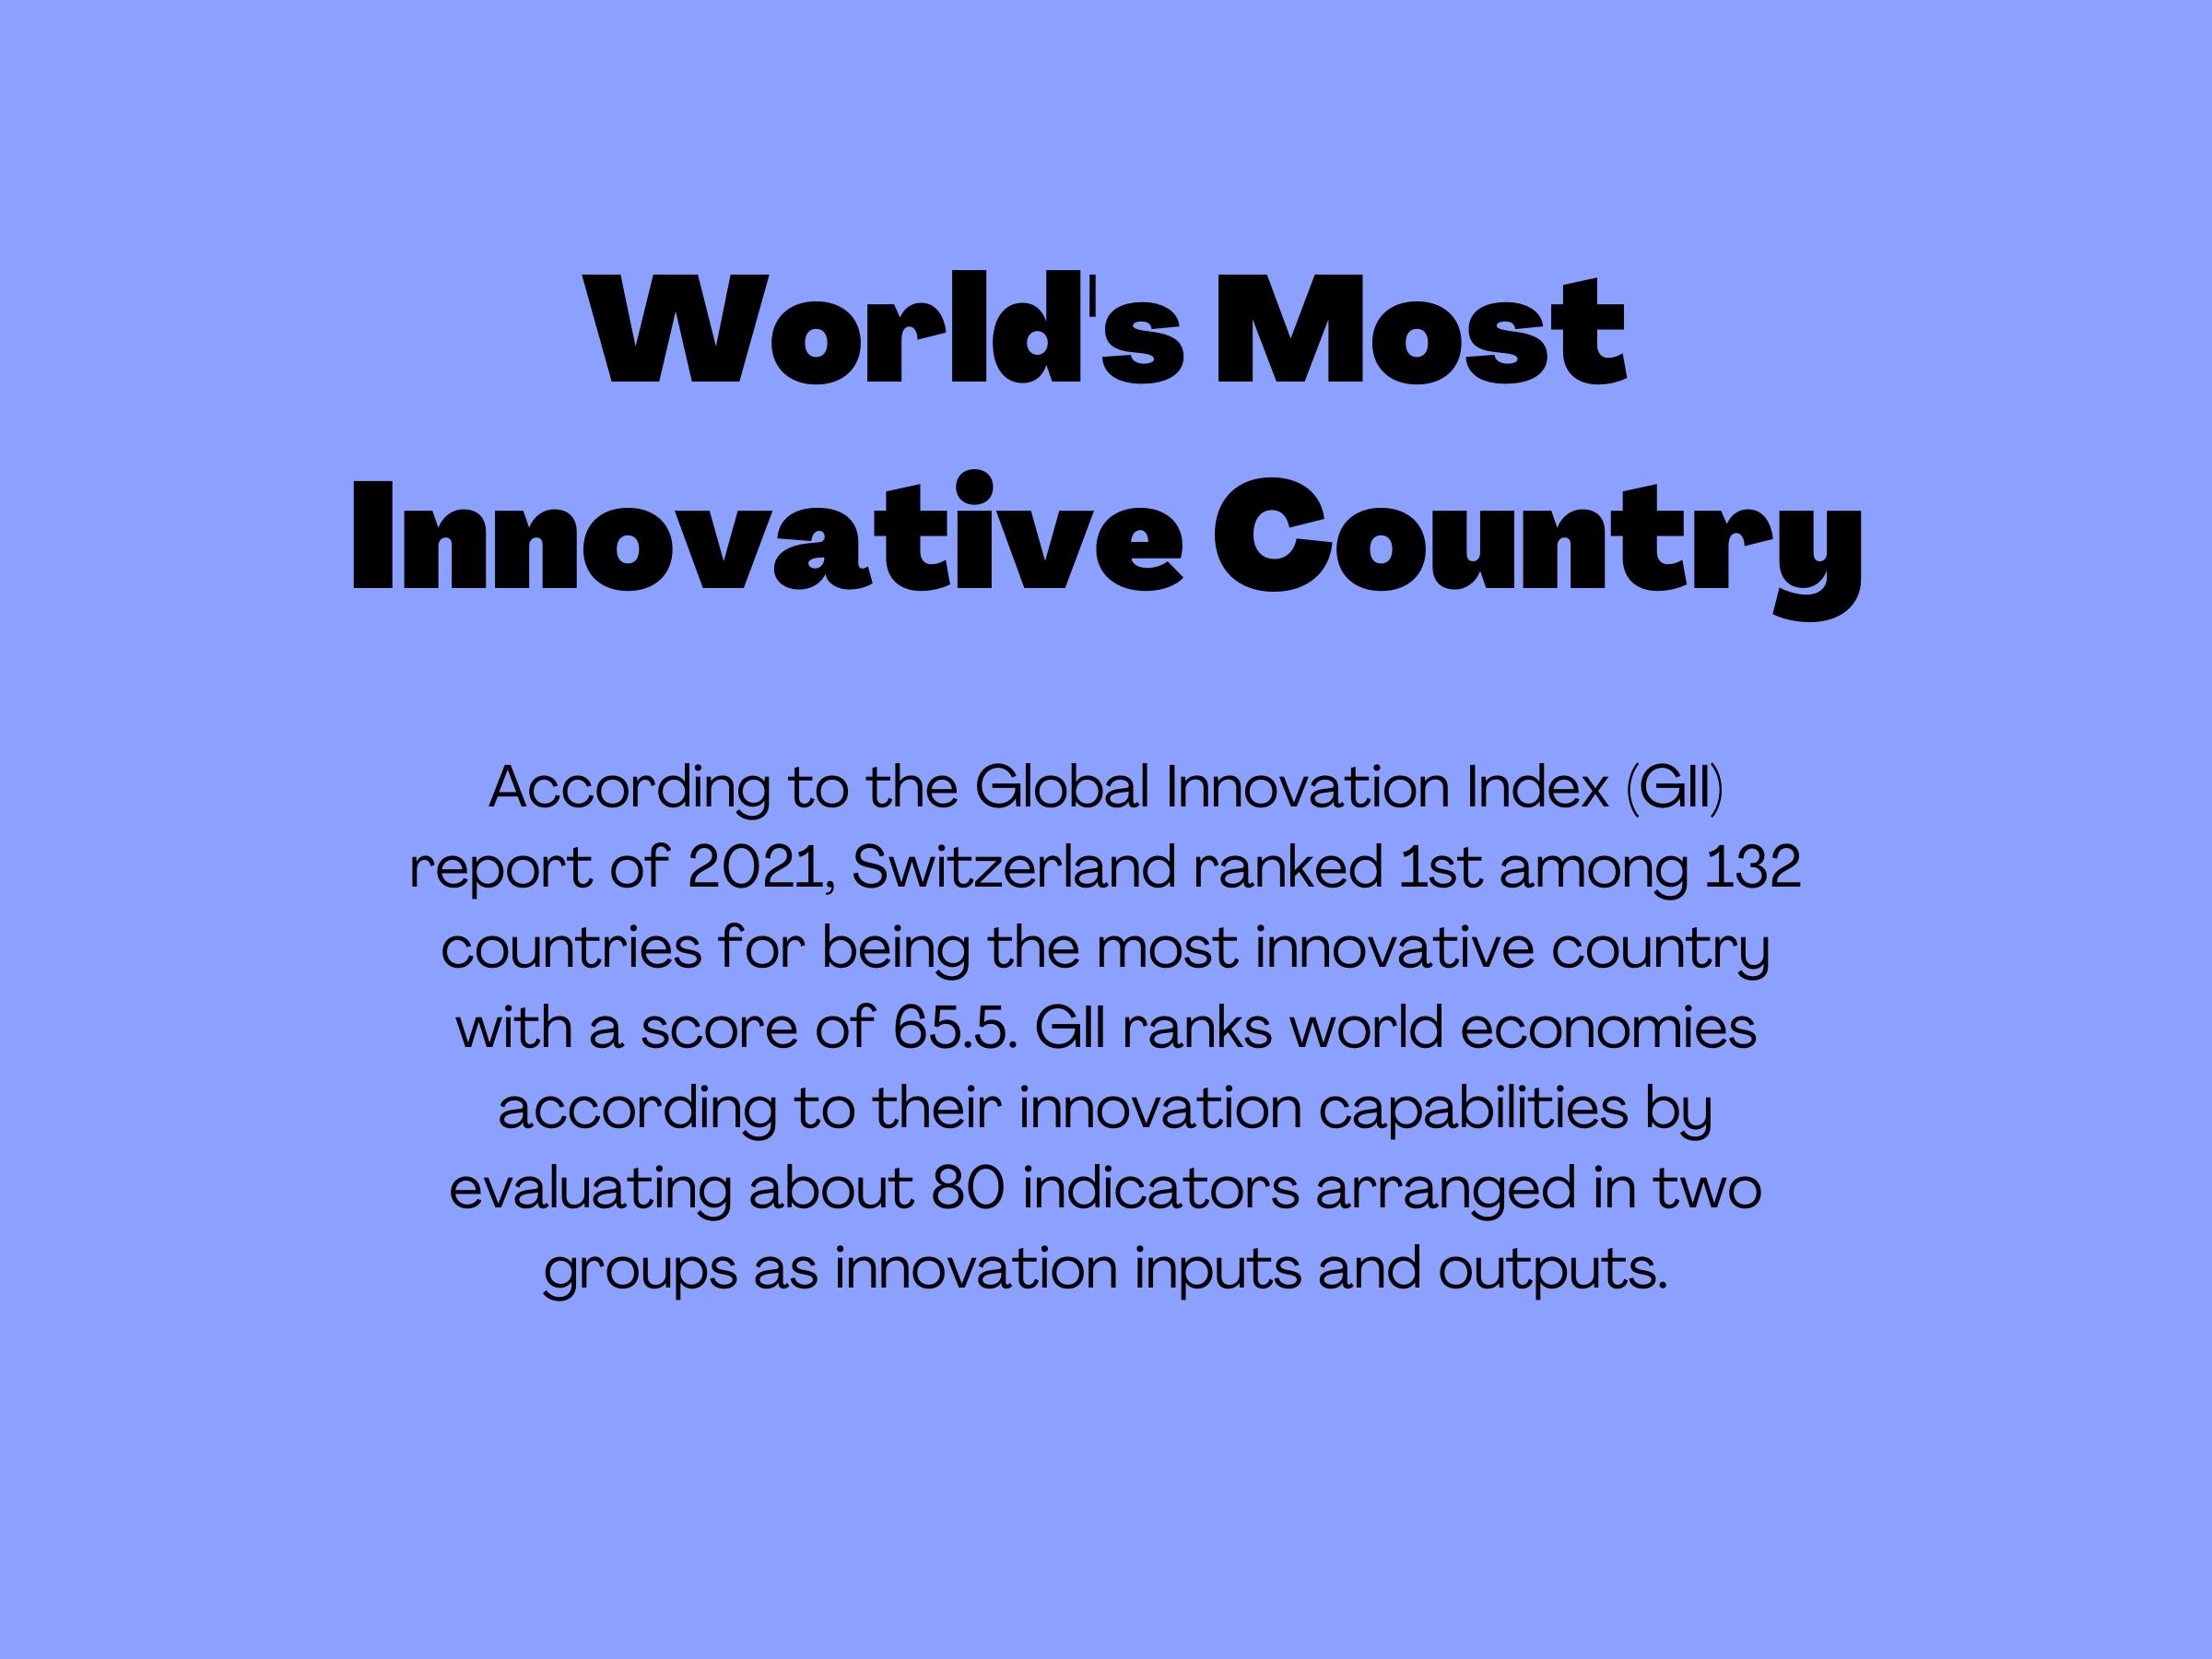 World's Most
Innovative Country
According to the Global Innovation Index (GII)
report of 2021, Switzerland ranked 1st among 132
countries for being the most innovative country
with a score of 65.5. GII ranks world economies
according to their innovation capabilities by
evaluating about 80 indicators arranged in two
groups as innovation inputs and outputs.